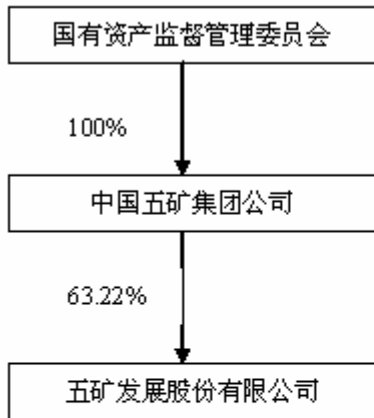 国有资产监督管理委员会
100%
中国五矿集团公司
63.22%
五矿发展股份有限公司